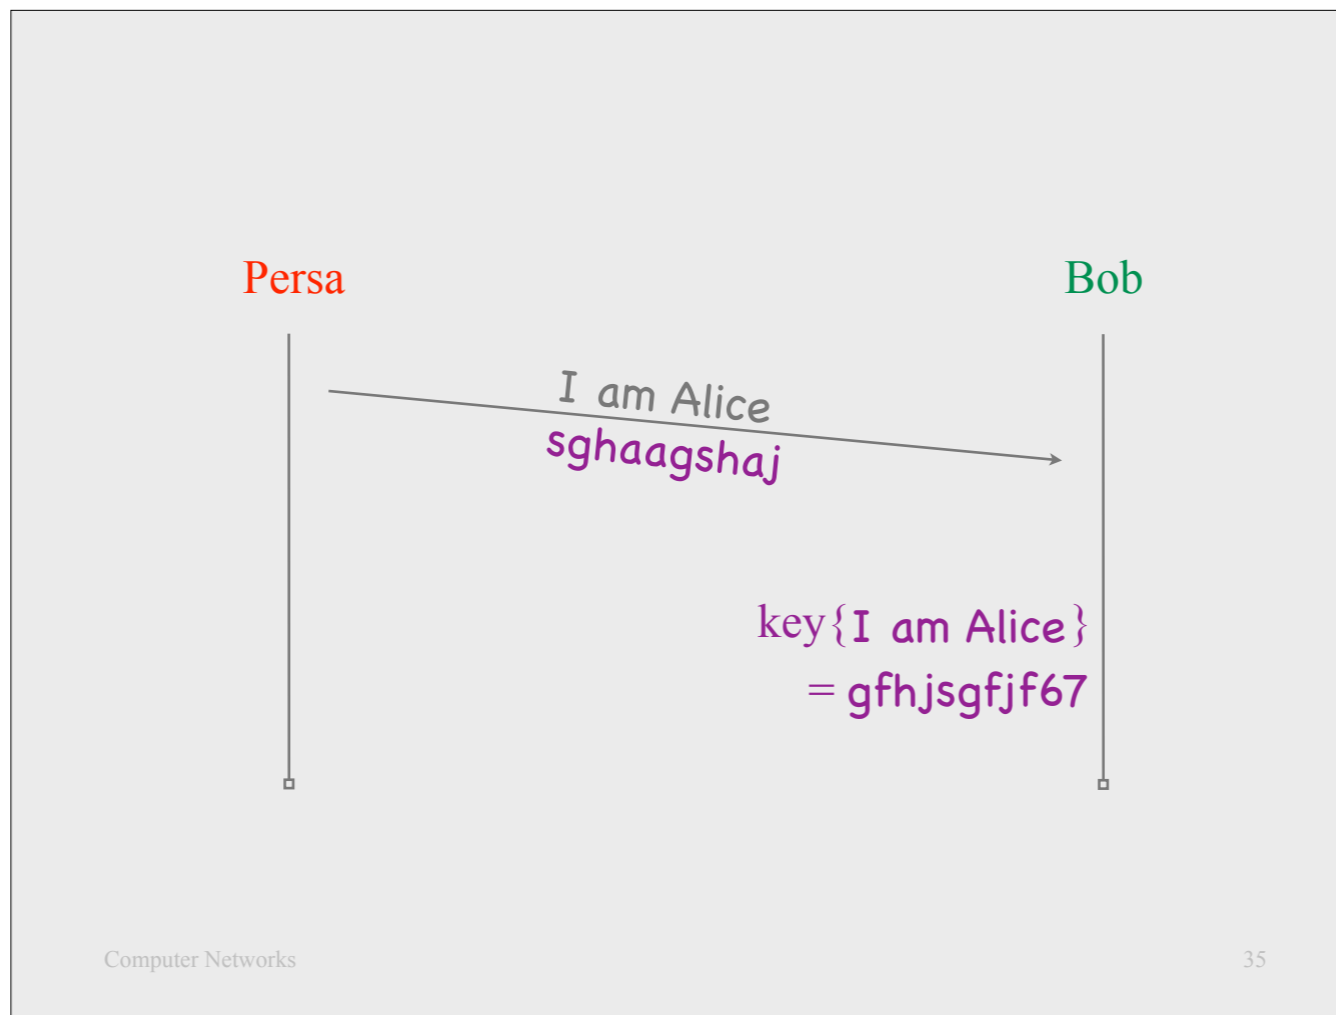 Persa
Bob
I am Alice
sghaagshaj
key{I am Alice}
= gfhjsgfjf67
Computer Networks
35